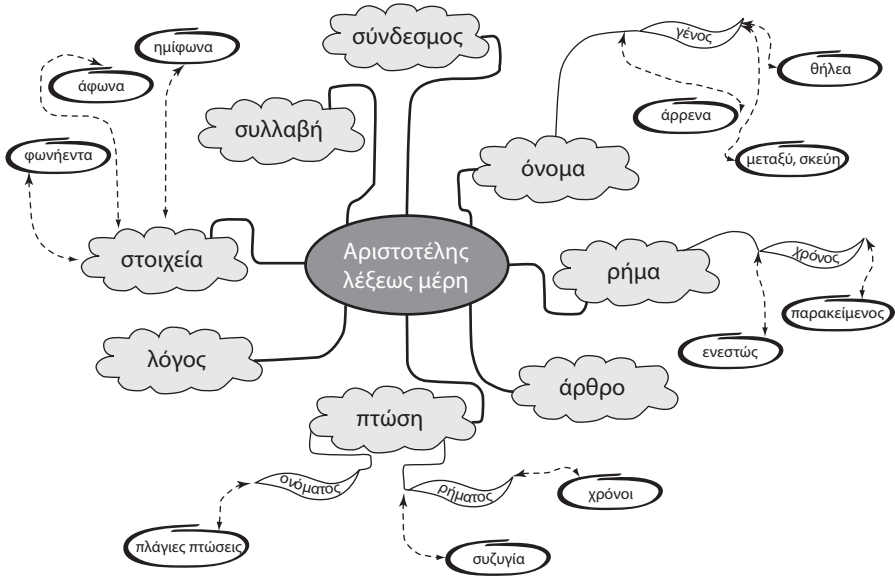 σύνδεσμος
ημίφωνα
άφωνα
φωνήεντα
συλλαβή
στοιχεία
γένος
θήλεα
άρρενα
μεταξύ, σκεύη
όνομα
Αριστοτέλης
λέξεως μέρη
ρήμα
χρόνος
παρακείμενος
ενεστώς
λόγος
άρθρο
πτώση
ονόματος
ρήματος
χρόνοι
πλάγιες πτώσεις
συζυγία